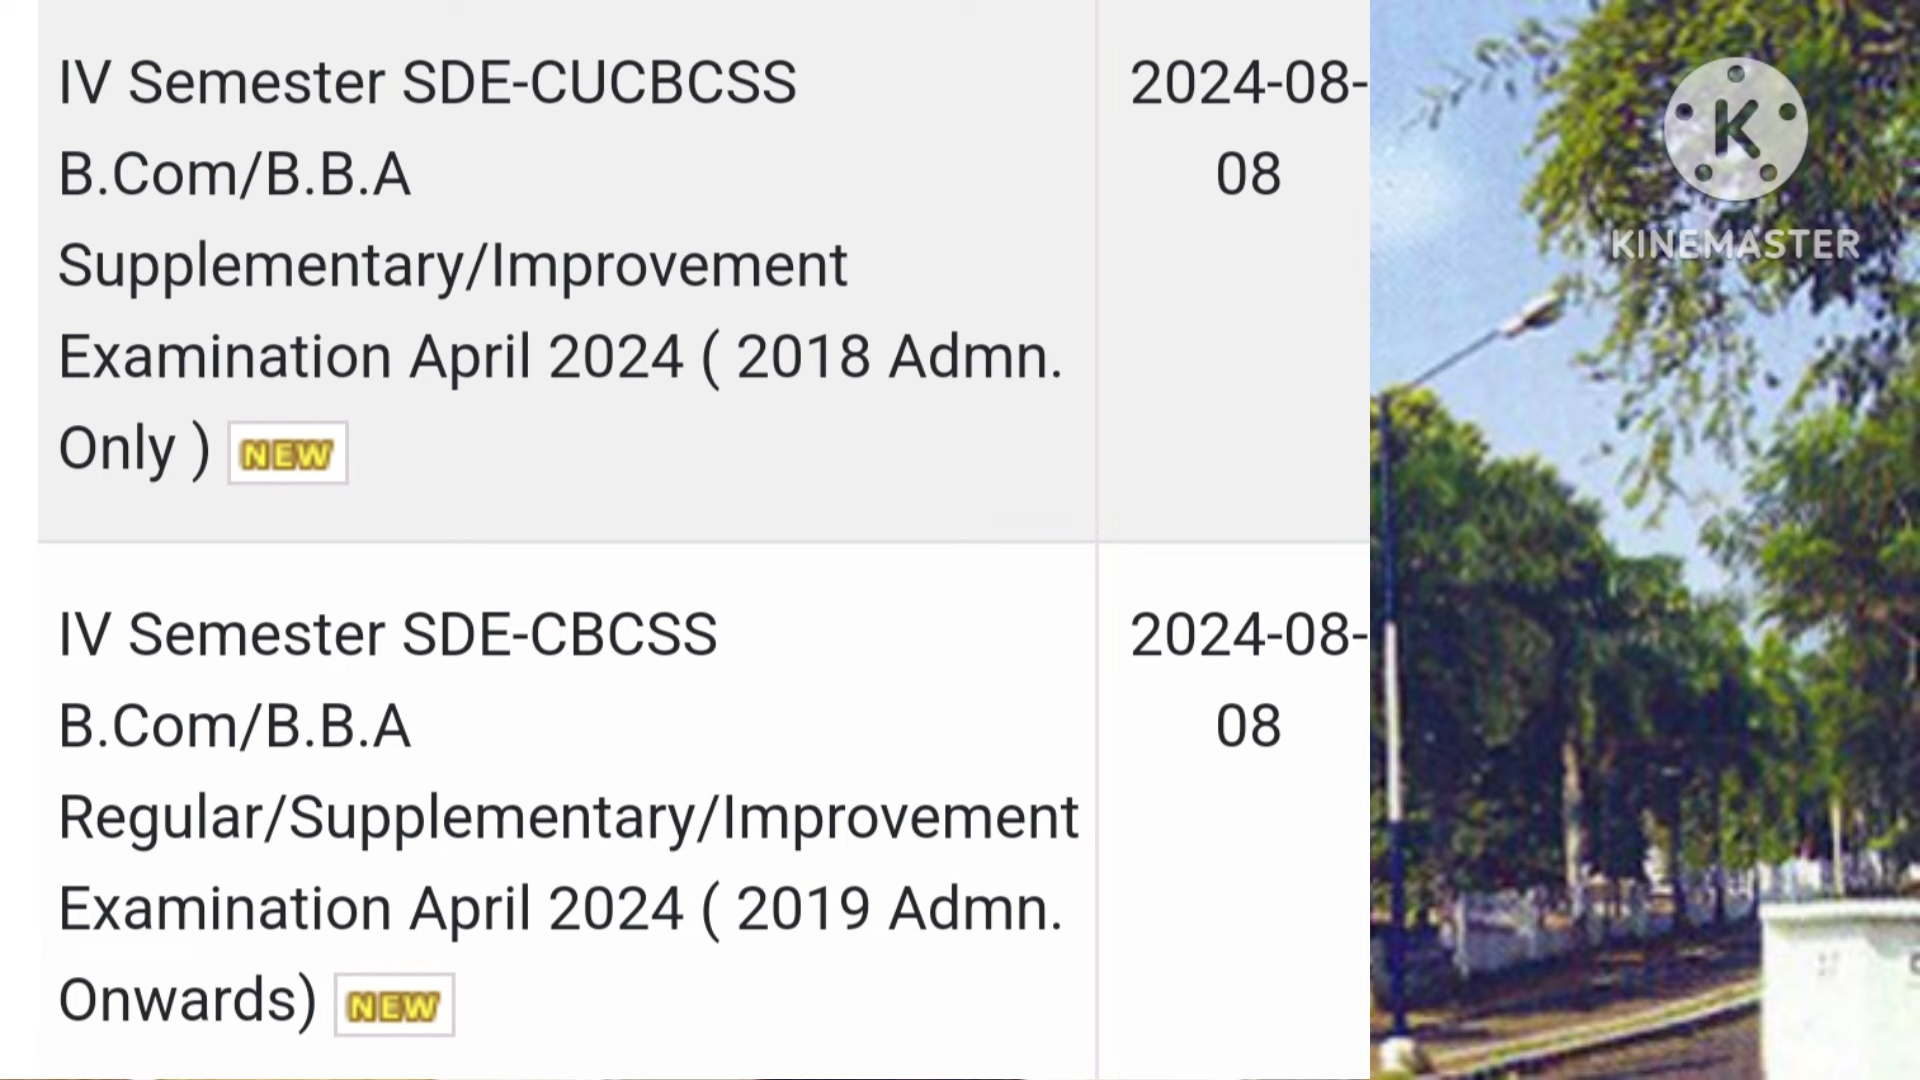 IV Semester SDE-CUCBCSS
B.Com/B.B.A
Supplementary/Improvement
Examination April 2024 ( 2018 Admn.
Only ) NEW
2024-08-
08
IV Semester SDE-CBCSS
B.Com/B.B.A
Regular/Supplementary/Improvement
Examination April 2024 ( 2019 Admn.
Onwards) NEW
2024-08-
08
K
KINEMASTER